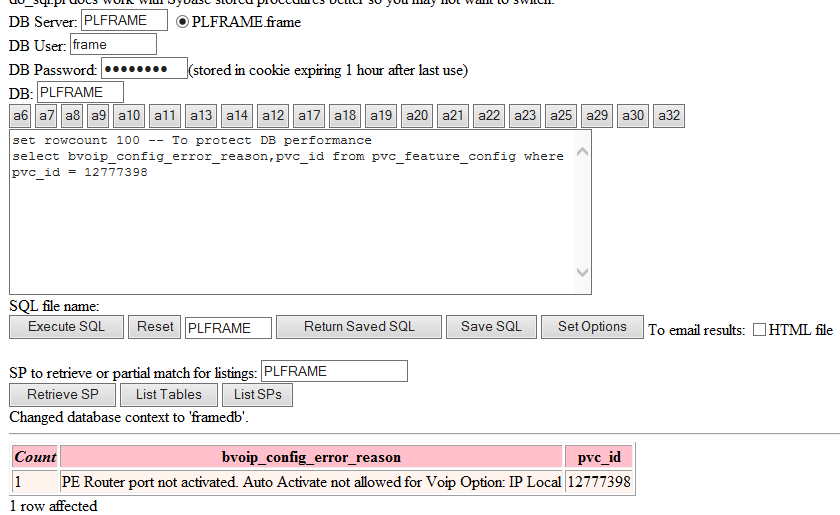 do_sql.pl does work with Sybase stored procedures better so you may not want to switch.
DB Server: PLFRAME PLFRAME.frame
DB User: frame
DB Password: ••••••••(stored in cookie expiring 1 hour after last use)
DB: PLFRAME
a6 a7 a8 a9 a10 a11 a13 a14 a12 a17 a18 a19 a20 a21 a22 a23 a25 a29 a30 a32
set rowcount 100 -- To protect DB performance
select bvoip_config_error_reason,pvc_id from pvc_feature_config where
pvc_id = 12777398
SQL file name:
Execute SQL Reset PLFRAME Return Saved SQL Save SQL Set Options To email results: HTML file
SP to retrieve or partial match for listings: PLFRAME
Retrieve SP List Tables List SPs
Changed database context to 'framedb'.
Count bvoip_config_error_reason pvc_id
1 PE Router port not activated. Auto Activate not allowed for Voip Option: IP Local 12777398
1 row affected